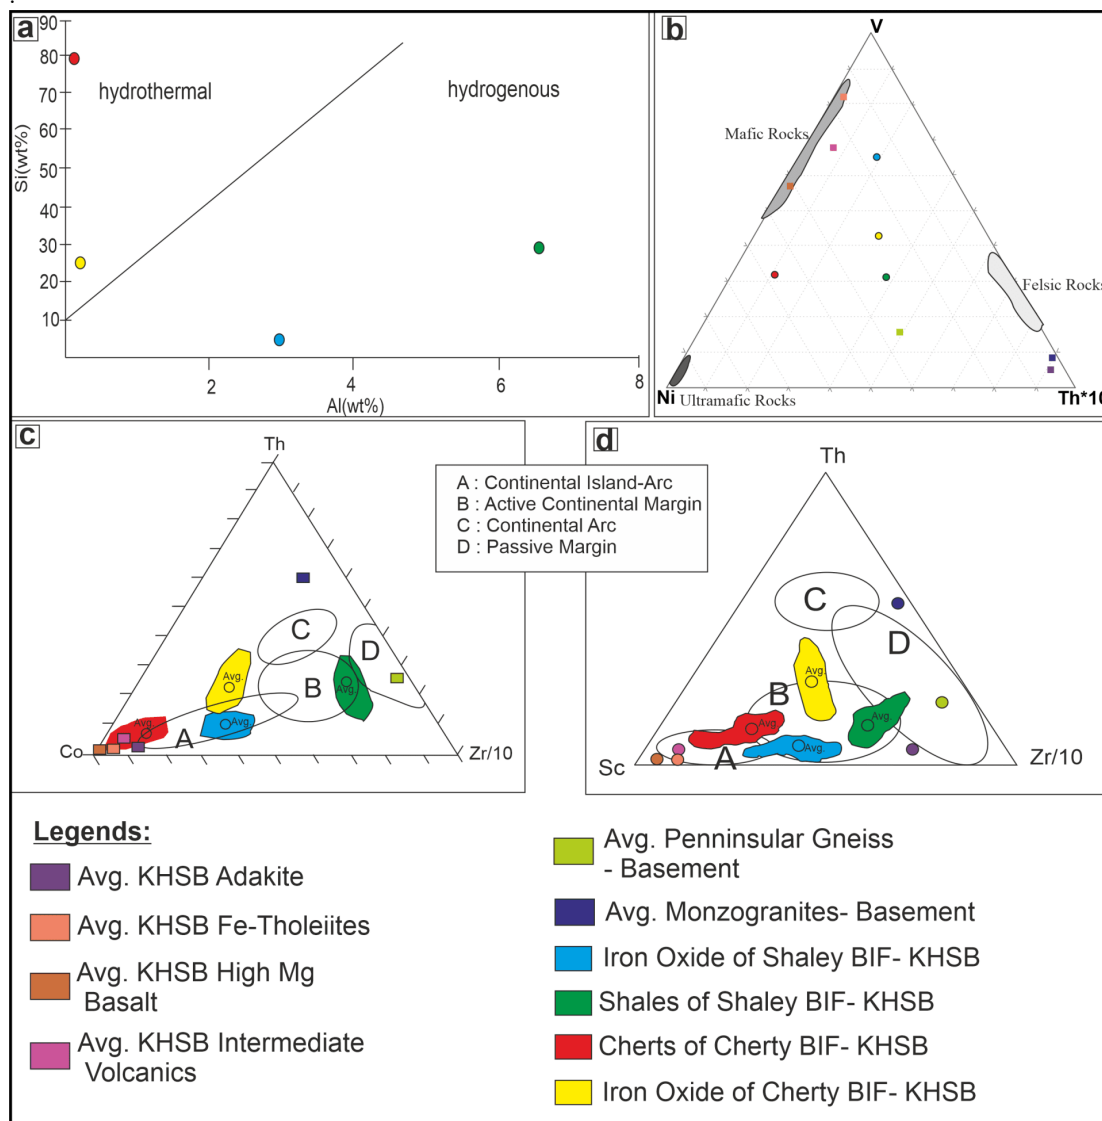 a
90
80
70
60
50
40
30
20
10
Si(wt%)
hydrothermal
hydrogenous
2
4
6
8
Al(wt%)
b
V
Mafic Rocks
Felsic Rocks
Ni
Ultramafic Rocks
Th*10
c
Th
C
D
B
A
Avg.
Avg.
Avg.
Avg.
Co
Zr/10
A : Continental Island-Arc
B : Active Continental Margin
C : Continental Arc
D : Passive Margin
d
Th
C
D
B
A
Avg.
Avg.
Avg.
Avg.
Sc
Zr/10
Legends:
Avg. KHSB Adakite
Avg. KHSB Fe-Tholeiites
Avg. KHSB High Mg
Basalt
Avg. KHSB Intermediate
Volcanics
Avg. Penninsular Gneiss
- Basement
Avg. Monzogranites- Basement
Iron Oxide of Shaley BIF- KHSB
Shales of Shaley BIF- KHSB
Cherts of Cherty BIF- KHSB
Iron Oxide of Cherty BIF- KHSB